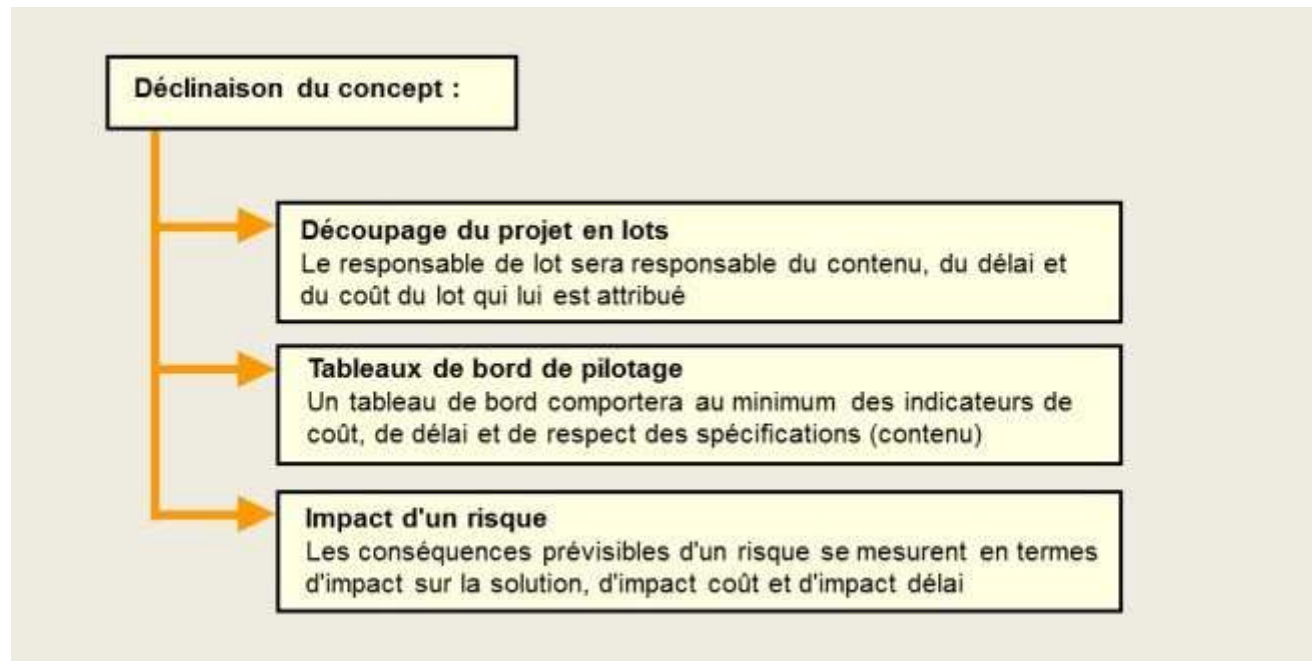 Déclinaison du concept :
Découpage du projet en lots
Le responsable de lot sera responsable du contenu, du délai et
du coût du lot qui lui est attribué
Tableaux de bord de pilotage
Un tableau de bord comportera au minimum des indicateurs de
coût, de délai et de respect des spécifications (contenu)
Impact d'un risque
Les conséquences prévisibles d'un risque se mesurent en termes
d'impact sur la solution, d'impact coût et d'impact délai